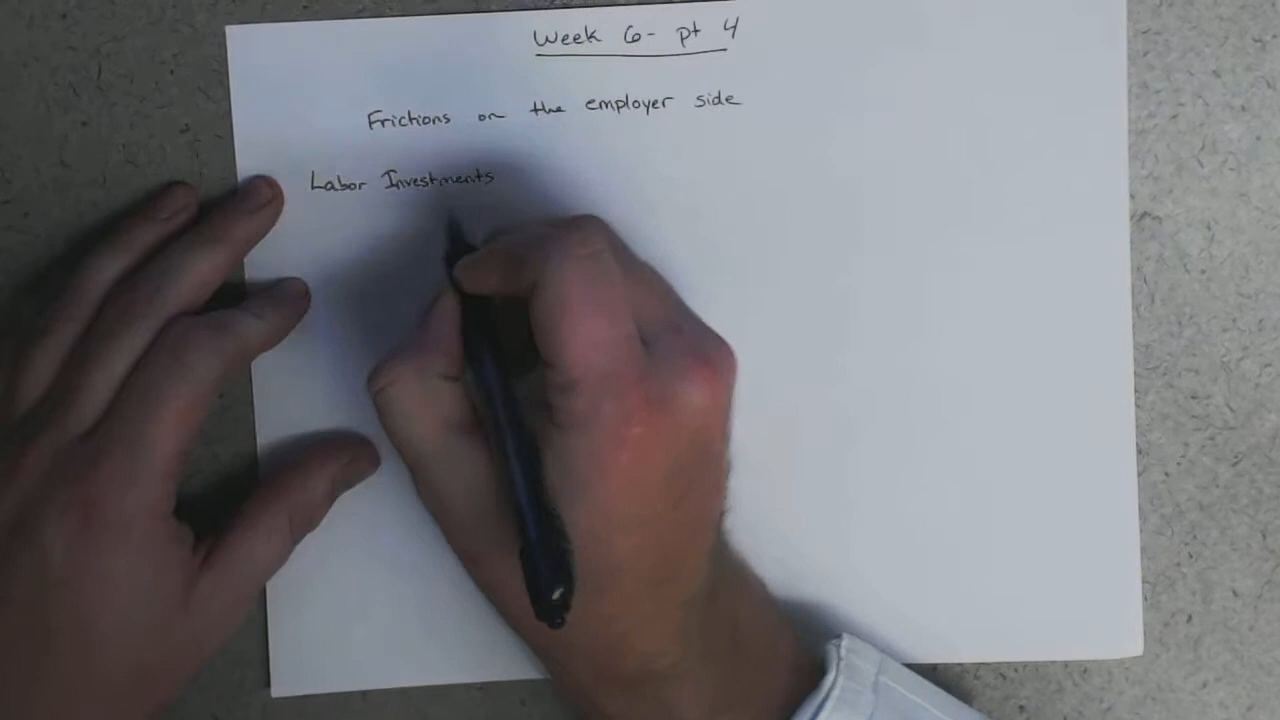 Week 6- pt 4
Frictions on the employer side
Labor Investments